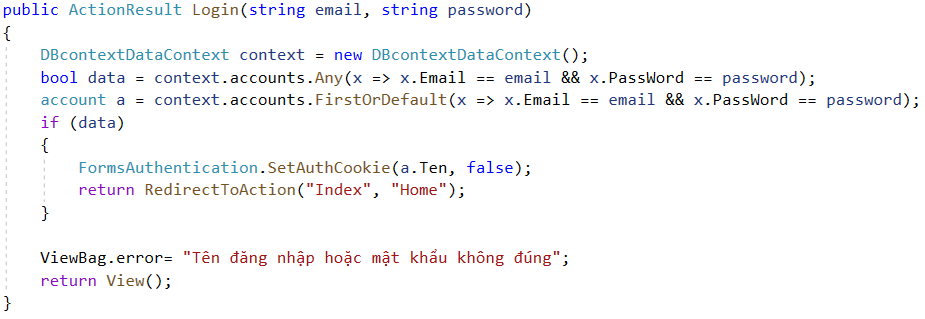 public ActionResult Login(string email, string password)
{
    DBcontextDataContext context = new DBcontextDataContext();
    bool data = context.accounts.Any(x => x.Email == email && x.PassWord == password);
    account a = context.accounts.FirstOrDefault(x => x.Email == email && x.PassWord == password);
    if (data)
    {
        FormsAuthentication.SetAuthCookie(a.Ten, false);
        return RedirectToAction("Index", "Home");
    }

    ViewBag.error= "Tên đăng nhập hoặc mật khẩu không đúng";
    return View();
}